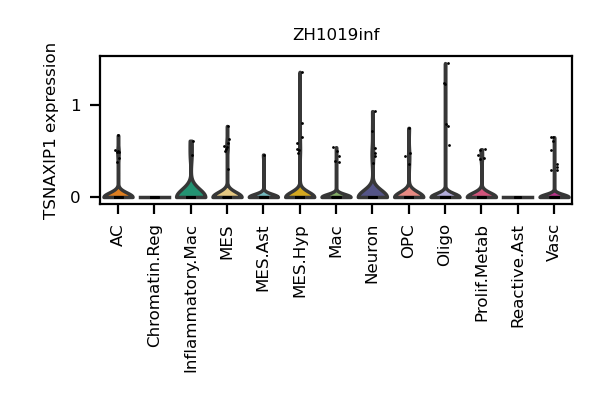 ZH1019inf
TSNAXIP1 expression
1
0
AC
Chromatin.Reg
Inflammatory.Mac
MES
MES.Ast
MES.Hyp
Mac
Neuron
OPC
Oligo
Prolif.Metab
Reactive.Ast
Vasc